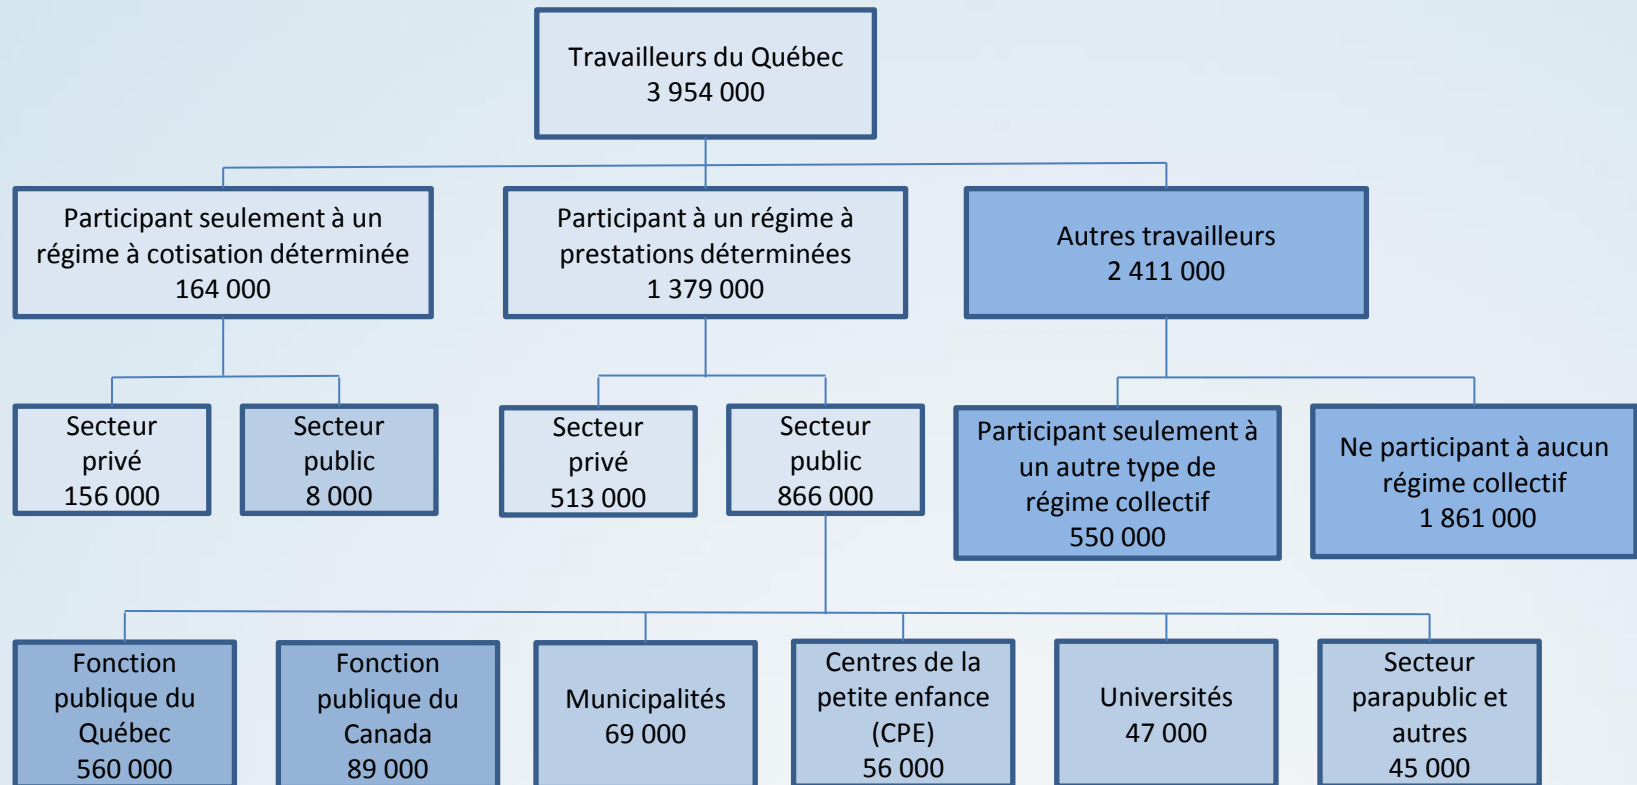 Travailleurs du Québec
3 954 000
Participant seulement à un
régime à cotisation déterminée
164 000
Participant à un régime à
prestations déterminées
1 379 000
Autres travailleurs
2 411 000
Secteur
privé
156 000
Secteur
public
8 000
Secteur
privé
513 000
Secteur
public
866 000
Participant seulement à
un autre type de
régime collectif
550 000
Ne participant à aucun
régime collectif
1 861 000
Fonction
publique du
Québec
560 000
Fonction
publique du
Canada
89 000
Municipalités
69 000
Centres de la
petite enfance
(CPE)
56 000
Universités
47 000
Secteur
parapublic et
autres
45 000